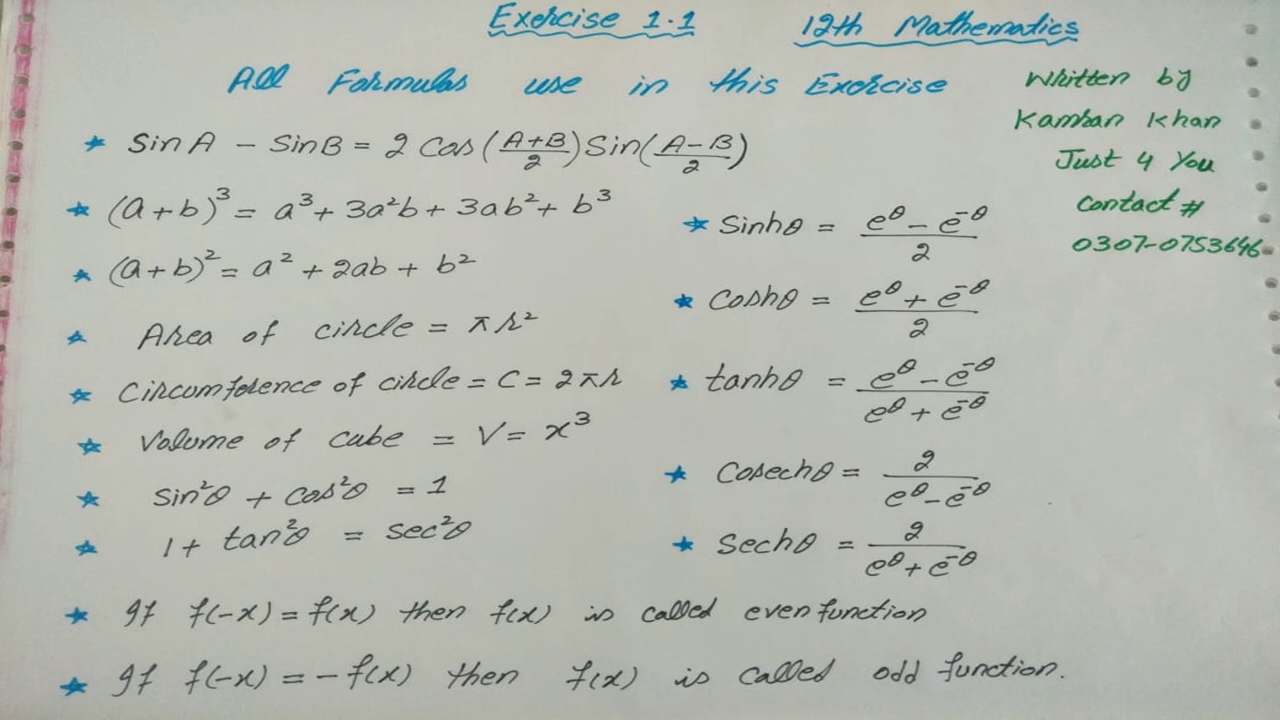 Exercise 1.1 12th Mathematics
All Formulas use in this Exercise
Written by
Kamran Khan
Just 4 You
Contact #
0307-0753646
* Sin A - Sin B = 2 Cos(A+B/2) Sin(A-B/2)
* (a+b)³ = a³ + 3a²b + 3ab² + b³
* (a+b)² = a² + 2ab + b²
* Area of circle = πr²
* Circumference of circle = C = 2πr
* Volume of cube = V = x³
* Sin²θ + Cos²θ = 1
* 1 + tan²θ = Sec²θ
* Sinhθ = e^θ - e^-θ / 2
* Coshθ = e^θ + e^-θ / 2
* tanhθ = e^θ - e^-θ / e^θ + e^-θ
* Cosechθ = 2 / e^θ - e^-θ
* Sechθ = 2 / e^θ + e^-θ
* If f(-x) = f(x) then f(x) is called even function
* If f(-x) = -f(x) then f(x) is called odd function.